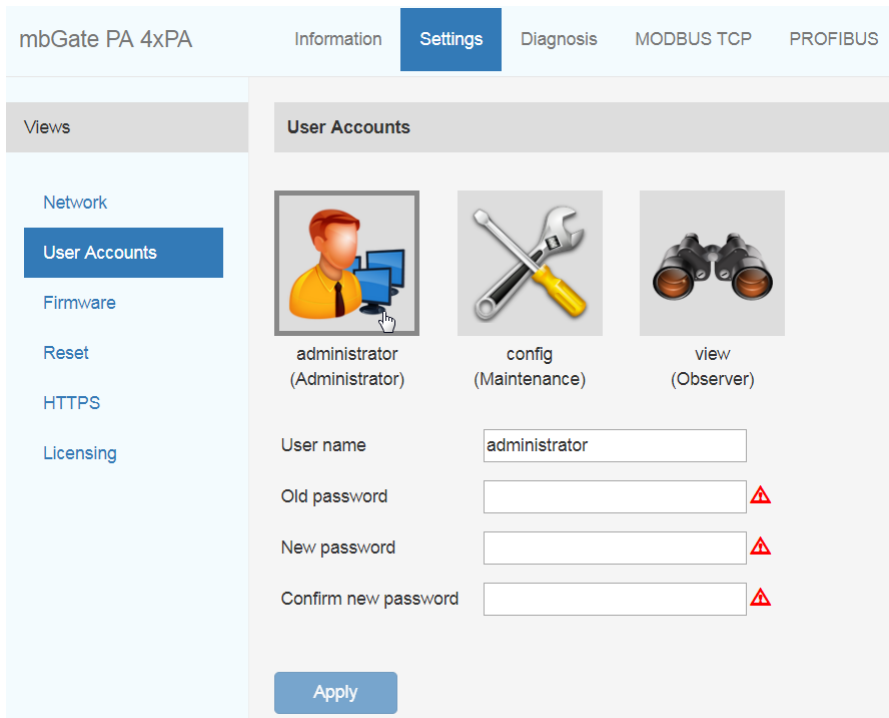 mbGate PA 4xPA
Information Settings Diagnosis MODBUS TCP PROFIBUS
Views
User Accounts
Network
User Accounts
Firmware
Reset
HTTPS
Licensing
administrator
(Administrator)
config
(Maintenance)
view
(Observer)
User name administrator
Old password
New password
Confirm new password
Apply